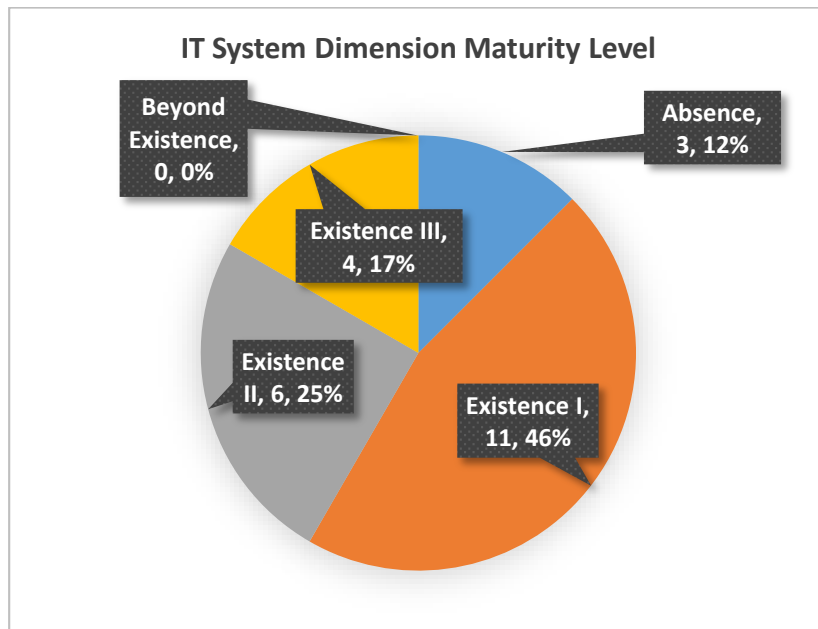 IT System Dimension Maturity Level
Beyond
Existence,
0, 0%
Absence,
3, 12%
Existence III,
4, 17%
Existence
II, 6, 25%
Existence I,
11, 46%